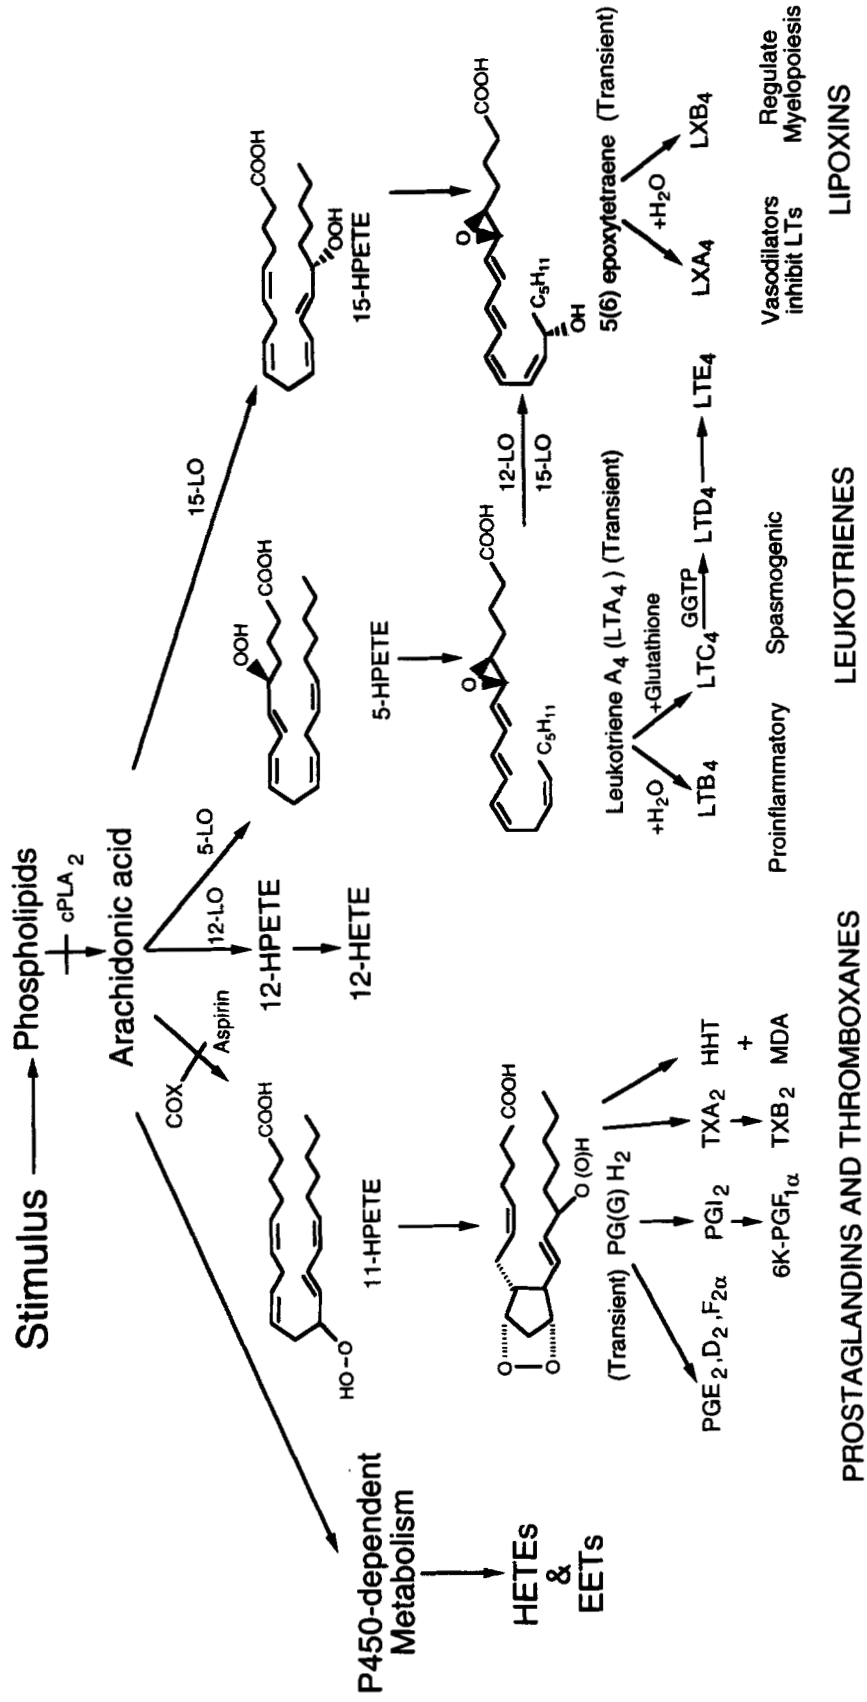 Stimulus
Phospholipids
cPLA2
Arachidonic acid
COX
Aspirin
12-LO
5-LO
15-LO
P450-dependent
Metabolism
HETEs
&
EETs
COOH
HO-O
11-HPETE
12-HPETE
12-HETE
OOH
COOH
5-HPETE
COOH
OOH
15-HPETE
COOH
O
O
O (O)H
(Transient) PG(G) H2
PGE2,D2,F2α
PGI2
6K-PGF1α
TXA2
TXB2
HHT
+
MDA
COOH
O
C5H11
Leukotriene A4 (LTA4) (Transient)
+H2O
+Glutathione
LTB4
LTC4
GGTP
LTD4
LTE4
Proinflammatory
Spasmogenic
12-LO
15-LO
COOH
O
C5H11
OH
5(6) epoxytetraene (Transient)
+H2O
LXA4
LXB4
Vasodilators
inhibit LTs
Regulate
Myelopoiesis
PROSTAGLANDINS AND THROMBOXANES
LEUKOTRIENES
LIPOXINS